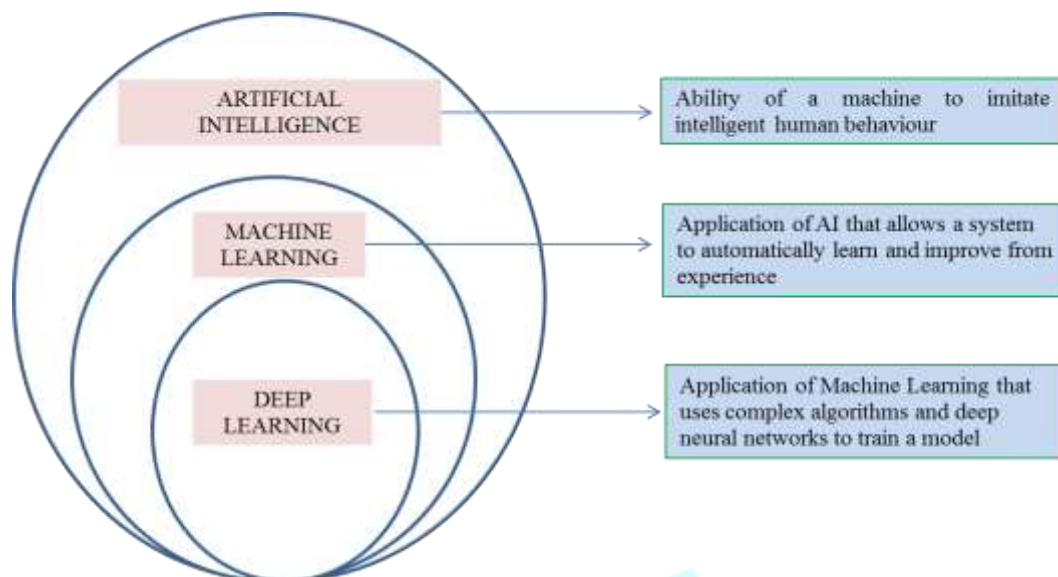 ARTIFICIAL
INTELLIGENCE
Ability of a machine to imitate
intelligent human behaviour
MACHINE
LEARNING
Application of AI that allows a system
to automatically learn and improve from
experience
DEEP
LEARNING
Application of Machine Learning that
uses complex algorithms and deep
neural networks to train a model